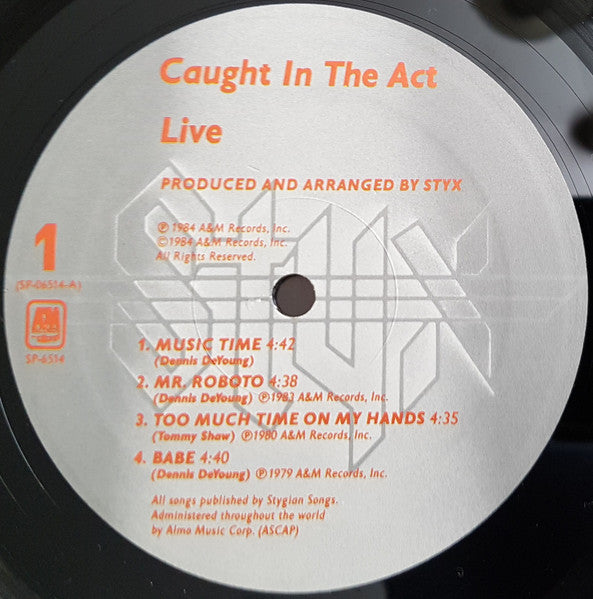 Caught In The Act
Live
PRODUCED AND ARRANGED BY STYX
℗ 1984 A&M Records, Inc.
© 1984 A&M Records, Inc.
All Rights Reserved.
1
(SP-06514-A)
A&M
SP-6514
STYX
1. MUSIC TIME 4:42
(Dennis DeYoung)
2. MR. ROBOTO 4:38
(Dennis DeYoung) ℗1983 A&M Records, Inc.
3. TOO MUCH TIME ON MY HANDS 4:35
(Tommy Shaw) ℗1980 A&M Records, Inc.
4. BABE 4:40
(Dennis DeYoung) ℗1979 A&M Records, Inc.
All songs published by Stygian Songs.
Administered throughout the world
by Almo Music Corp. (ASCAP)